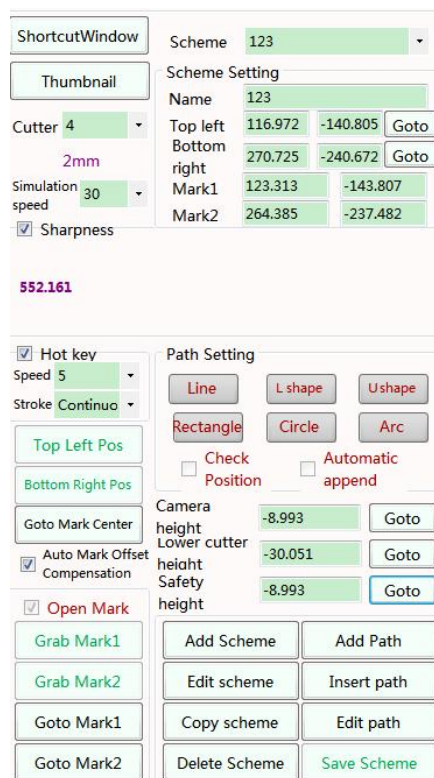 ShortcutWindow
Scheme 123
Thumbnail
Scheme Setting
Name 123
Cutter 4
Top left 116.972 -140.805 Goto
2mm
Bottom
right 270.725 -240.672 Goto
Simulation
speed 30
Mark1 123.313 -143.807
Mark2 264.385 -237.482
Sharpness
552.161
Hot key
Path Setting
Speed 5
Line L shape Ushape
Stroke Continuo
Rectangle Circle Arc
Top Left Pos
Check
Position
Automatic
append
Bottom Right Pos
Goto Mark Center
Camera
height -8.993 Goto
Auto Mark Offset
Compensation
Lower cutter
height -30.051 Goto
Safety
height -8.993 Goto
Open Mark
Grab Mark1 Add Scheme Add Path
Grab Mark2 Edit scheme Insert path
Goto Mark1 Copy scheme Edit path
Goto Mark2 Delete Scheme Save Scheme